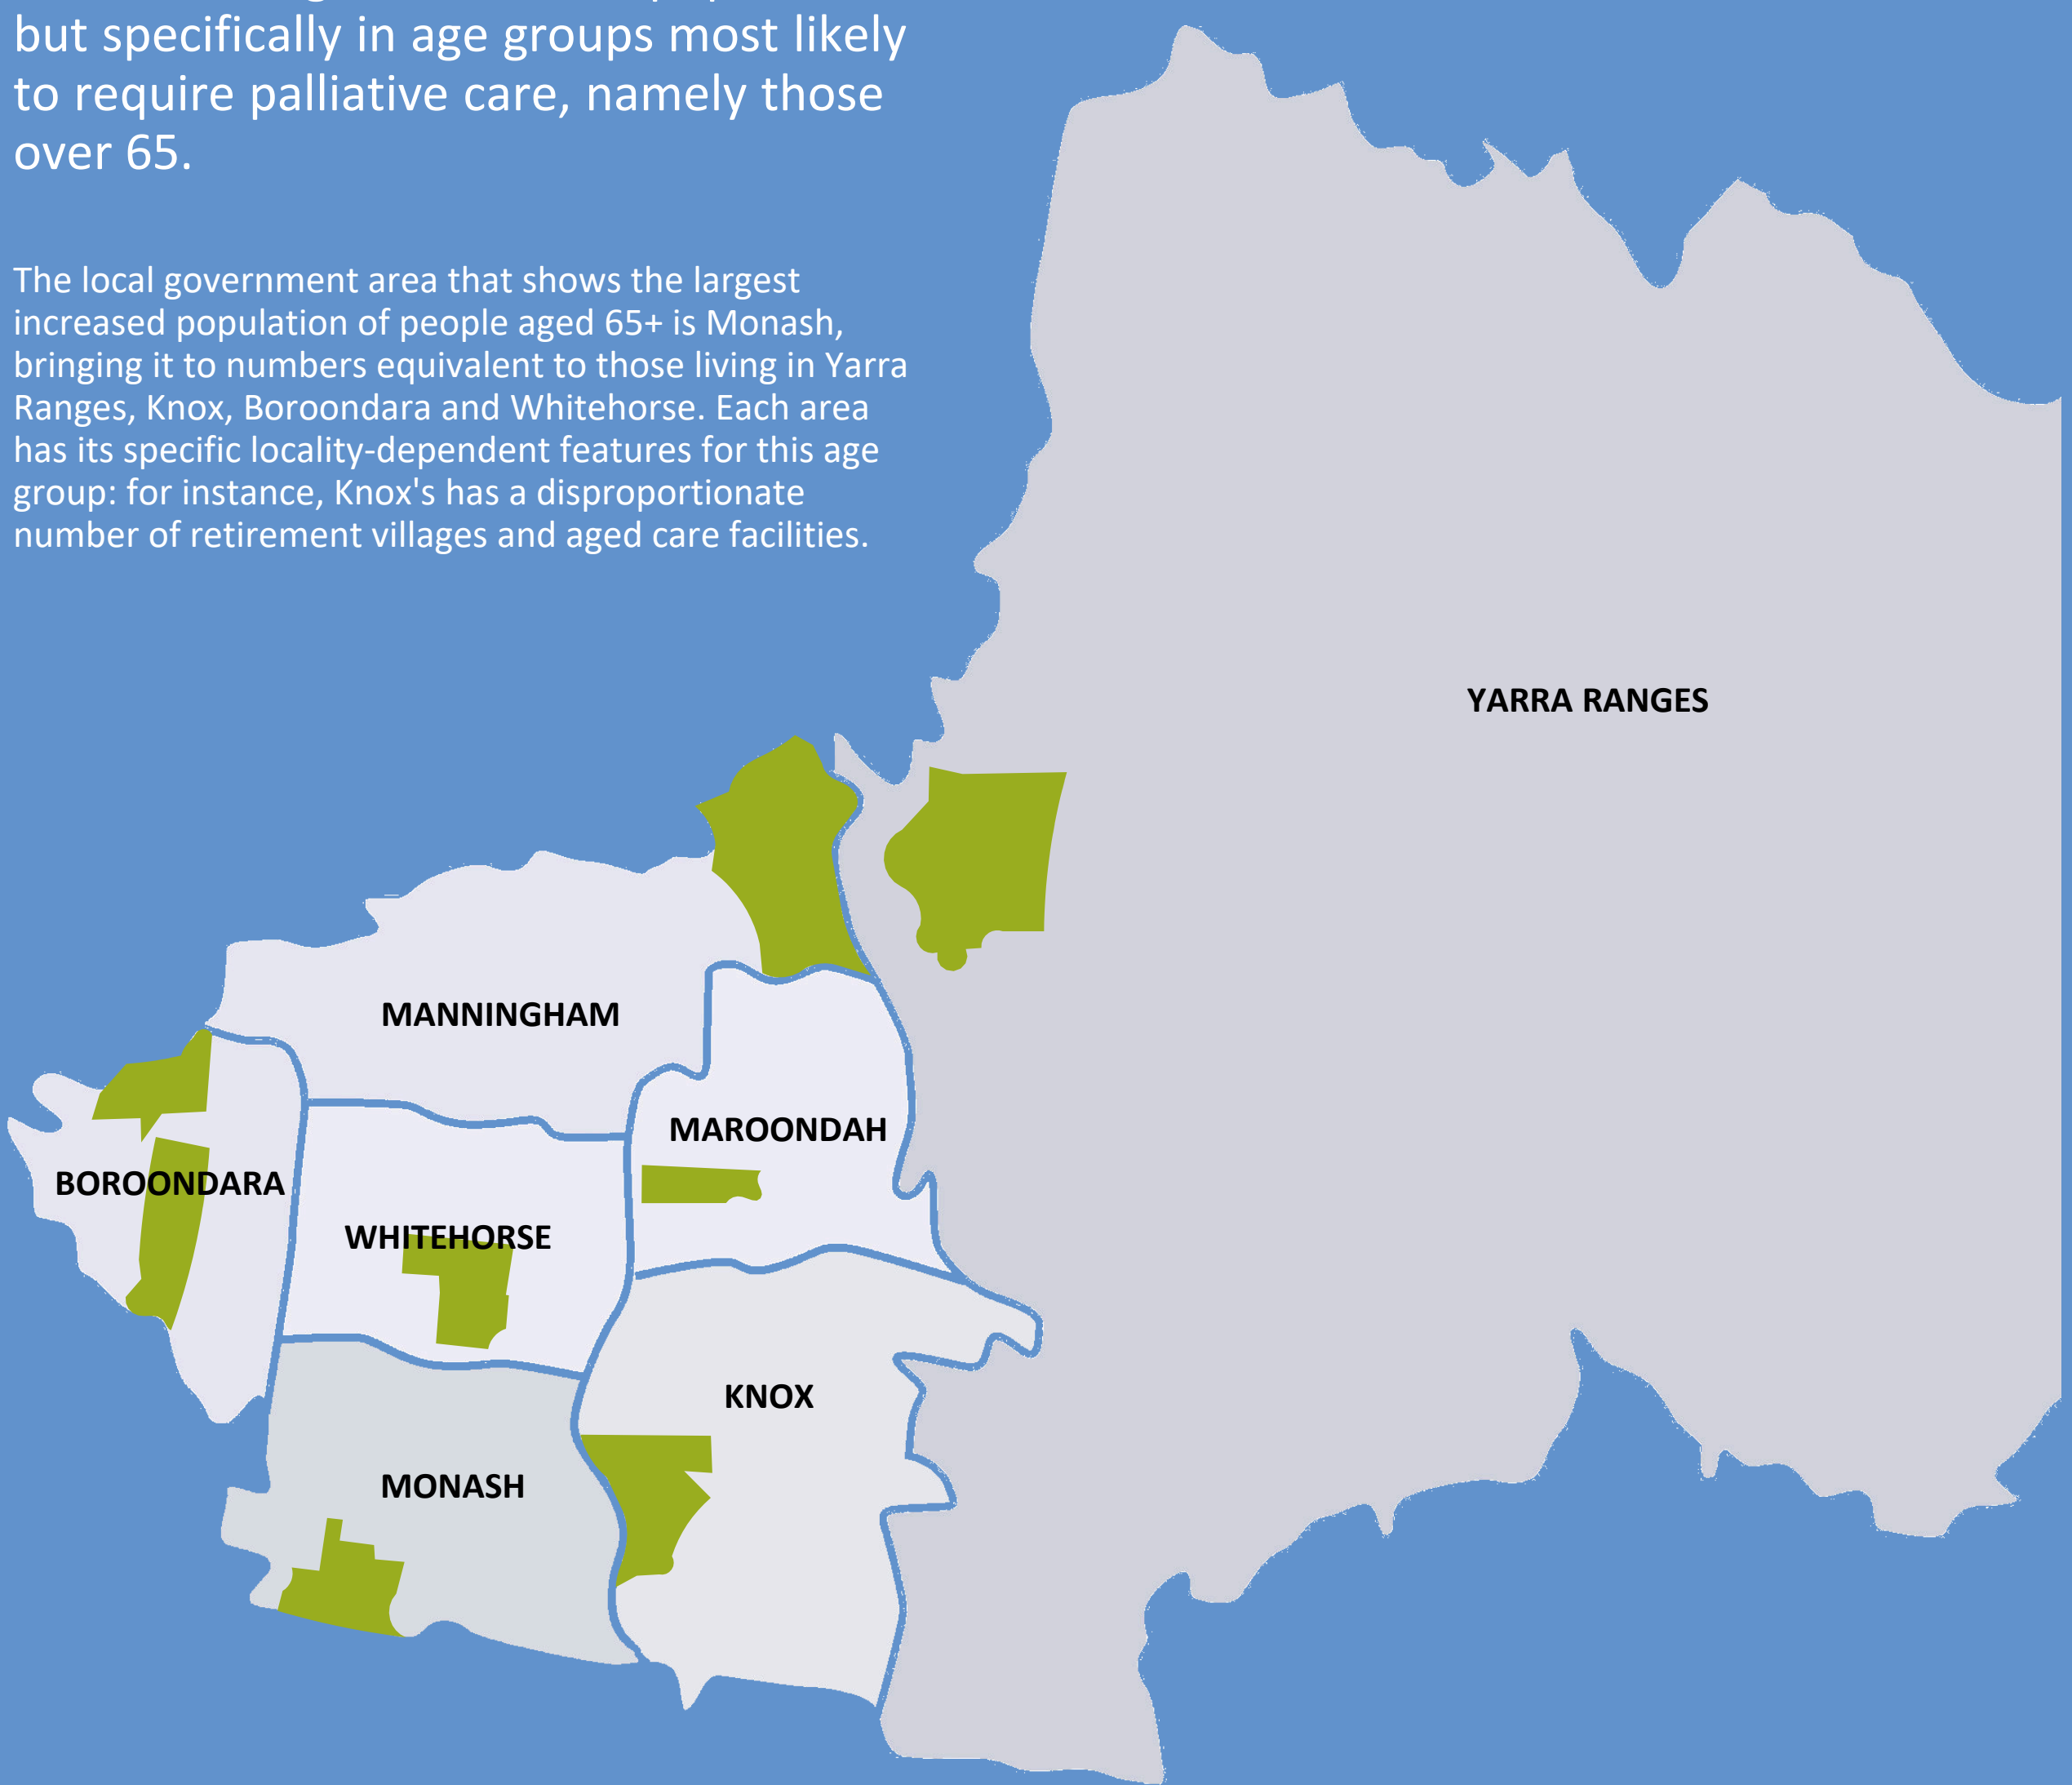 but specifically in age groups most likely
to require palliative care, namely those
over 65.
The local government area that shows the largest
increased population of people aged 65+ is Monash,
bringing it to numbers equivalent to those living in Yarra
Ranges, Knox, Boroondara and Whitehorse. Each area
has its specific locality-dependent features for this age
group: for instance, Knox's has a disproportionate
number of retirement villages and aged care facilities.
YARRA RANGES
MANNINGHAM
MAROONDAH
BOROONDARA
WHITEHORSE
KNOX
MONASH